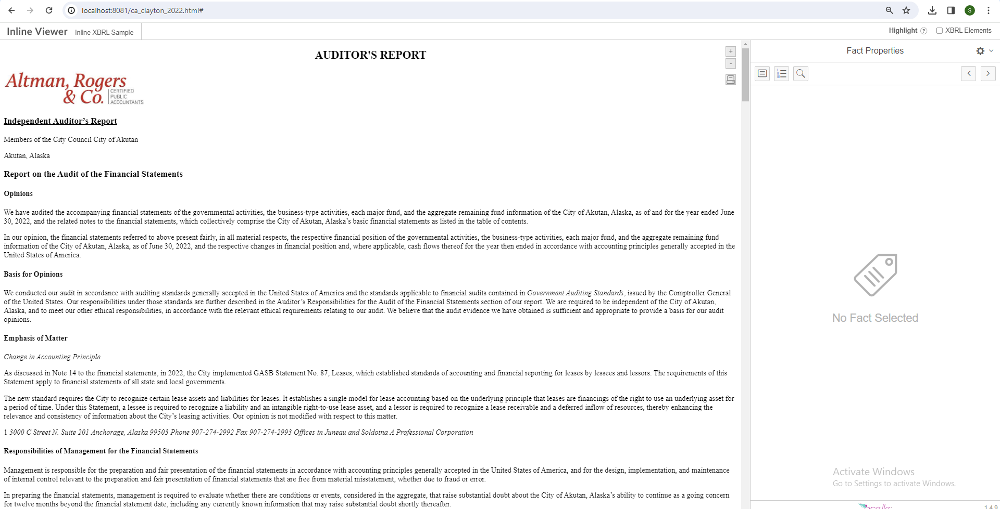 localhost:8081/ca_clayton_2022.html#
S
Inline Viewer Inline XBRL Sample
Highlight ? XBRL Elements
AUDITOR'S REPORT
+
-
Fact Properties
Altman, Rogers
& Co. CERTIFIED
PUBLIC
ACCOUNTANTS
Independent Auditor’s Report
Members of the City Council City of Akutan
Akutan, Alaska
Report on the Audit of the Financial Statements
Opinions
We have audited the accompanying financial statements of the governmental activities, the business-type activities, each major fund, and the aggregate remaining fund information of the City of Akutan, Alaska, as of and for the year ended June
30, 2022, and the related notes to the financial statements, which collectively comprise the City of Akutan, Alaska’s basic financial statements as listed in the table of contents.
In our opinion, the financial statements referred to above present fairly, in all material respects, the respective financial position of the governmental activities, the business-type activities, each major fund, and the aggregate remaining fund
information of the City of Akutan, Alaska, as of June 30, 2022, and the respective changes in financial position and, where applicable, cash flows thereof for the year then ended in accordance with accounting principles generally accepted in the
United States of America.
Basis for Opinions
We conducted our audit in accordance with auditing standards generally accepted in the United States of America and the standards applicable to financial audits contained in Government Auditing Standards, issued by the Comptroller General
of the United States. Our responsibilities under those standards are further described in the Auditor’s Responsibilities for the Audit of the Financial Statements section of our report. We are required to be independent of the City of Akutan,
Alaska, and to meet our other ethical responsibilities, in accordance with the relevant ethical requirements relating to our audit. We believe that the audit evidence we have obtained is sufficient and appropriate to provide a basis for our audit
opinions.
Emphasis of Matter
Change in Accounting Principle
As discussed in Note 14 to the financial statements, in 2022, the City implemented GASB Statement No. 87, Leases, which established standards of accounting and financial reporting for leases by lessees and lessors. The requirements of this
Statement apply to financial statements of all state and local governments.
The new standard requires the City to recognize certain lease assets and liabilities for leases. It establishes a single model for lease accounting based on the underlying principle that leases are financings of the right to use an underlying asset for
a period of time. Under this Statement, a lessee is required to recognize a liability and an intangible right-to-use lease asset, and a lessor is required to recognize a lease receivable and a deferred inflow of resources, thereby enhancing the
relevance and consistency of information about the City’s leasing activities. Our opinion is not modified with respect to this matter.
1 3000 C Street N. Suite 201 Anchorage, Alaska 99503 Phone 907-274-2992 Fax 907-274-2993 Offices in Juneau and Soldotna A Professional Corporation
Responsibilities of Management for the Financial Statements
Management is responsible for the preparation and fair presentation of the financial statements in accordance with accounting principles generally accepted in the United States of America, and for the design, implementation, and maintenance
of internal control relevant to the preparation and fair presentation of financial statements that are free from material misstatement, whether due to fraud or error.
In preparing the financial statements, management is required to evaluate whether there are conditions or events, considered in the aggregate, that raise substantial doubt about the City of Akutan, Alaska’s ability to continue as a going concern
for twelve months beyond the financial statement date, including any currently known information that may raise substantial doubt shortly thereafter.
No Fact Selected
Activate Windows
Go to Settings to activate Windows.
1.4.9